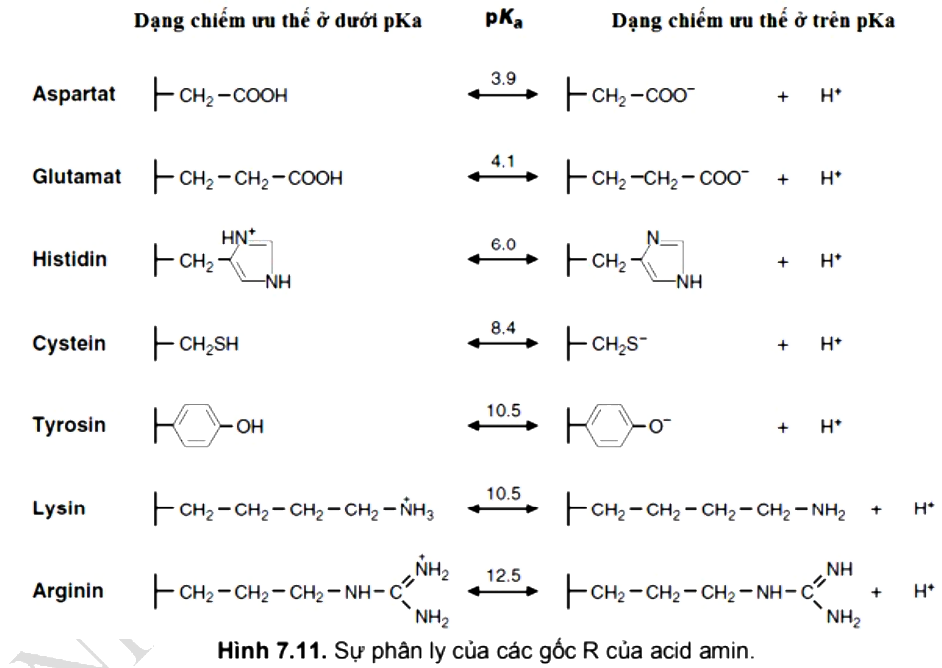 Dạng chiếm ưu thế ở dưới pKa pKa Dạng chiếm ưu thế ở trên pKa
Aspartat CH2–COOH 3.9 CH2–COO⁻ + H⁺
Glutamat CH2–CH2–COOH 4.1 CH2–CH2–COO⁻ + H⁺
Histidin CH2 HN⁺ NH 6.0 CH2 N NH + H⁺
Cystein CH2SH 8.4 CH2S⁻ + H⁺
Tyrosin OH 10.5 O⁻ + H⁺
Lysin CH2–CH2–CH2–CH2–N⁺H3 10.5 CH2–CH2–CH2–CH2–NH2 + H⁺
Arginin CH2–CH2–CH2–NH–C N⁺H2 NH2 12.5 CH2–CH2–CH2–NH–C NH NH2 + H⁺
Hình 7.11. Sự phân ly của các gốc R của acid amin.